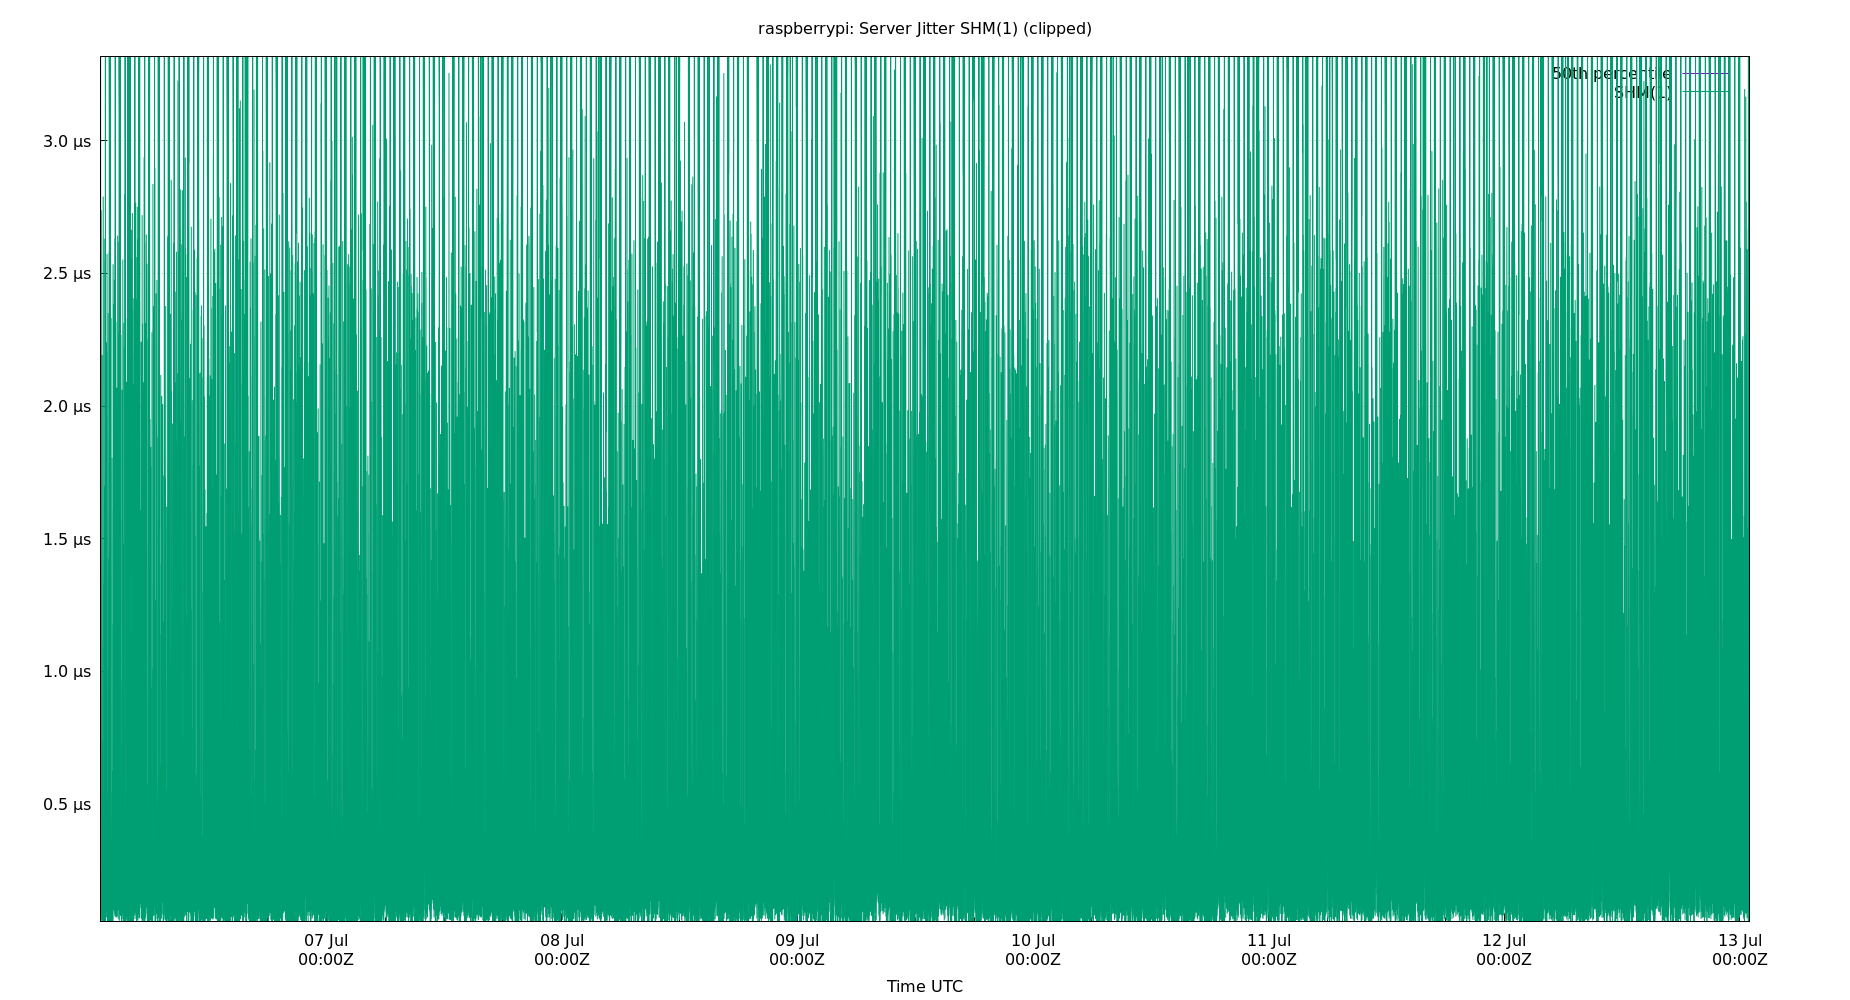 raspberrypi: Server Jitter SHM(1) (clipped)
50th percentile
SHM(1)
3.0 µs
2.5 µs
2.0 µs
1.5 µs
1.0 µs
0.5 µs
07 Jul 08 Jul 09 Jul 10 Jul 11 Jul 12 Jul 13 Jul
00:00Z 00:00Z 00:00Z 00:00Z 00:00Z 00:00Z 00:00Z
Time UTC